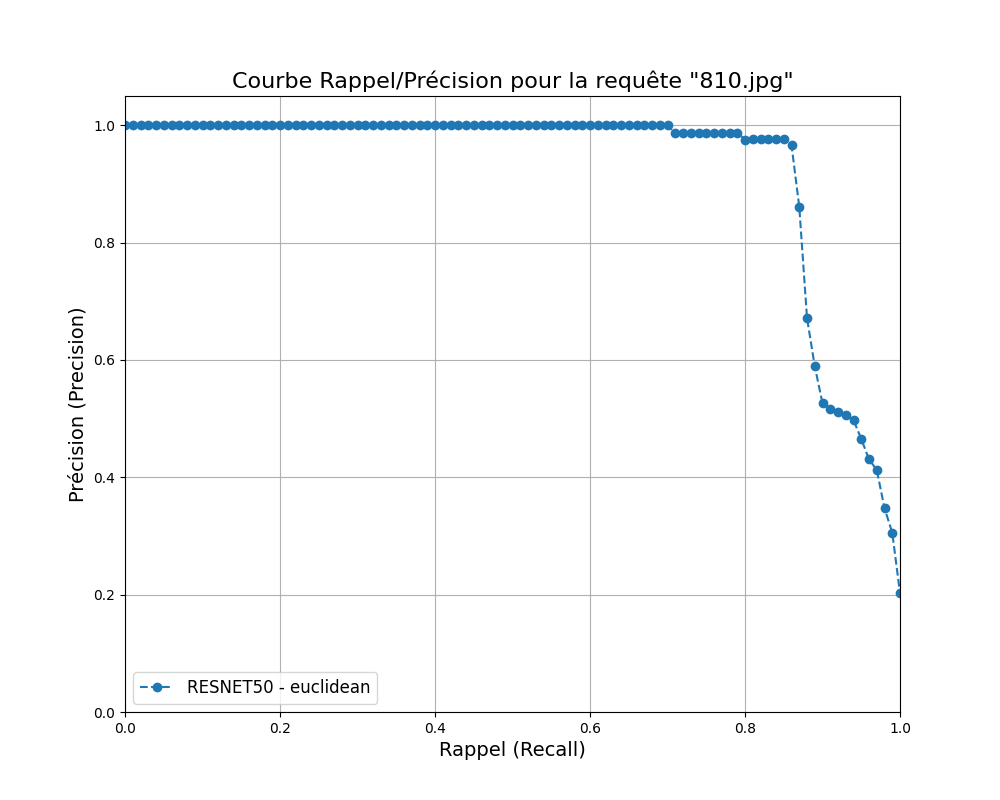 Courbe Rappel/Précision pour la requête "810.jpg"
Précision (Precision)
1.0
0.8
0.6
0.4
0.2
0.0
RESNET50 - euclidean
0.0 0.2 0.4 0.6 0.8 1.0
Rappel (Recall)